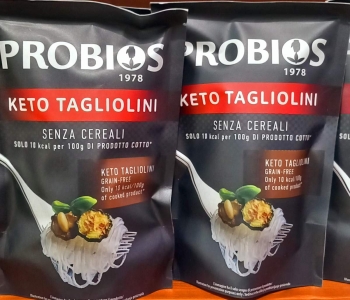 PROBIOS
1978
KETO TAGLIOLINI
SENZA CEREALI
SOLO 10 kcal per 100g DI PRODOTTO COTTO*
KETO TAGLIOLINI
GRAIN-FREE
Only 10 kcal/100g
of cooked product*
PROBIOS
1978
KETO TAGLIOLINI
SENZA CEREALI
SOLO 10 kcal per 100g DI PRODOTTO COTTO*
KETO TAGLIOLINI
GRAIN-FREE
Only 10 kcal/100g
of cooked product*